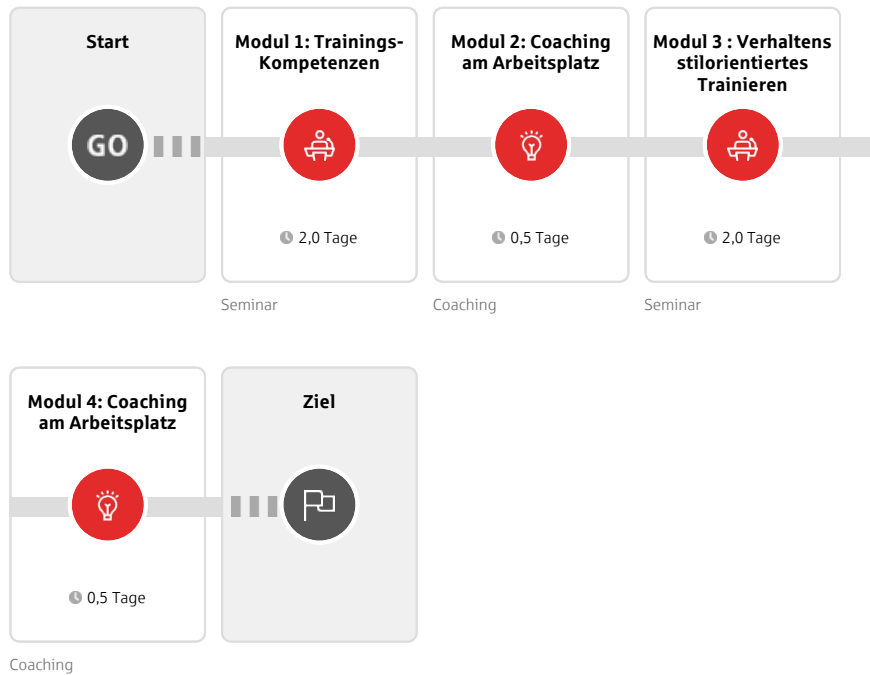 Start
GO
Modul 1: Trainings-
Kompetenzen
2,0 Tage
Seminar
Modul 2: Coaching
am Arbeitsplatz
0,5 Tage
Coaching
Modul 3 : Verhaltens
stilorientiertes
Trainieren
2,0 Tage
Seminar
Modul 4: Coaching
am Arbeitsplatz
0,5 Tage
Coaching
Ziel